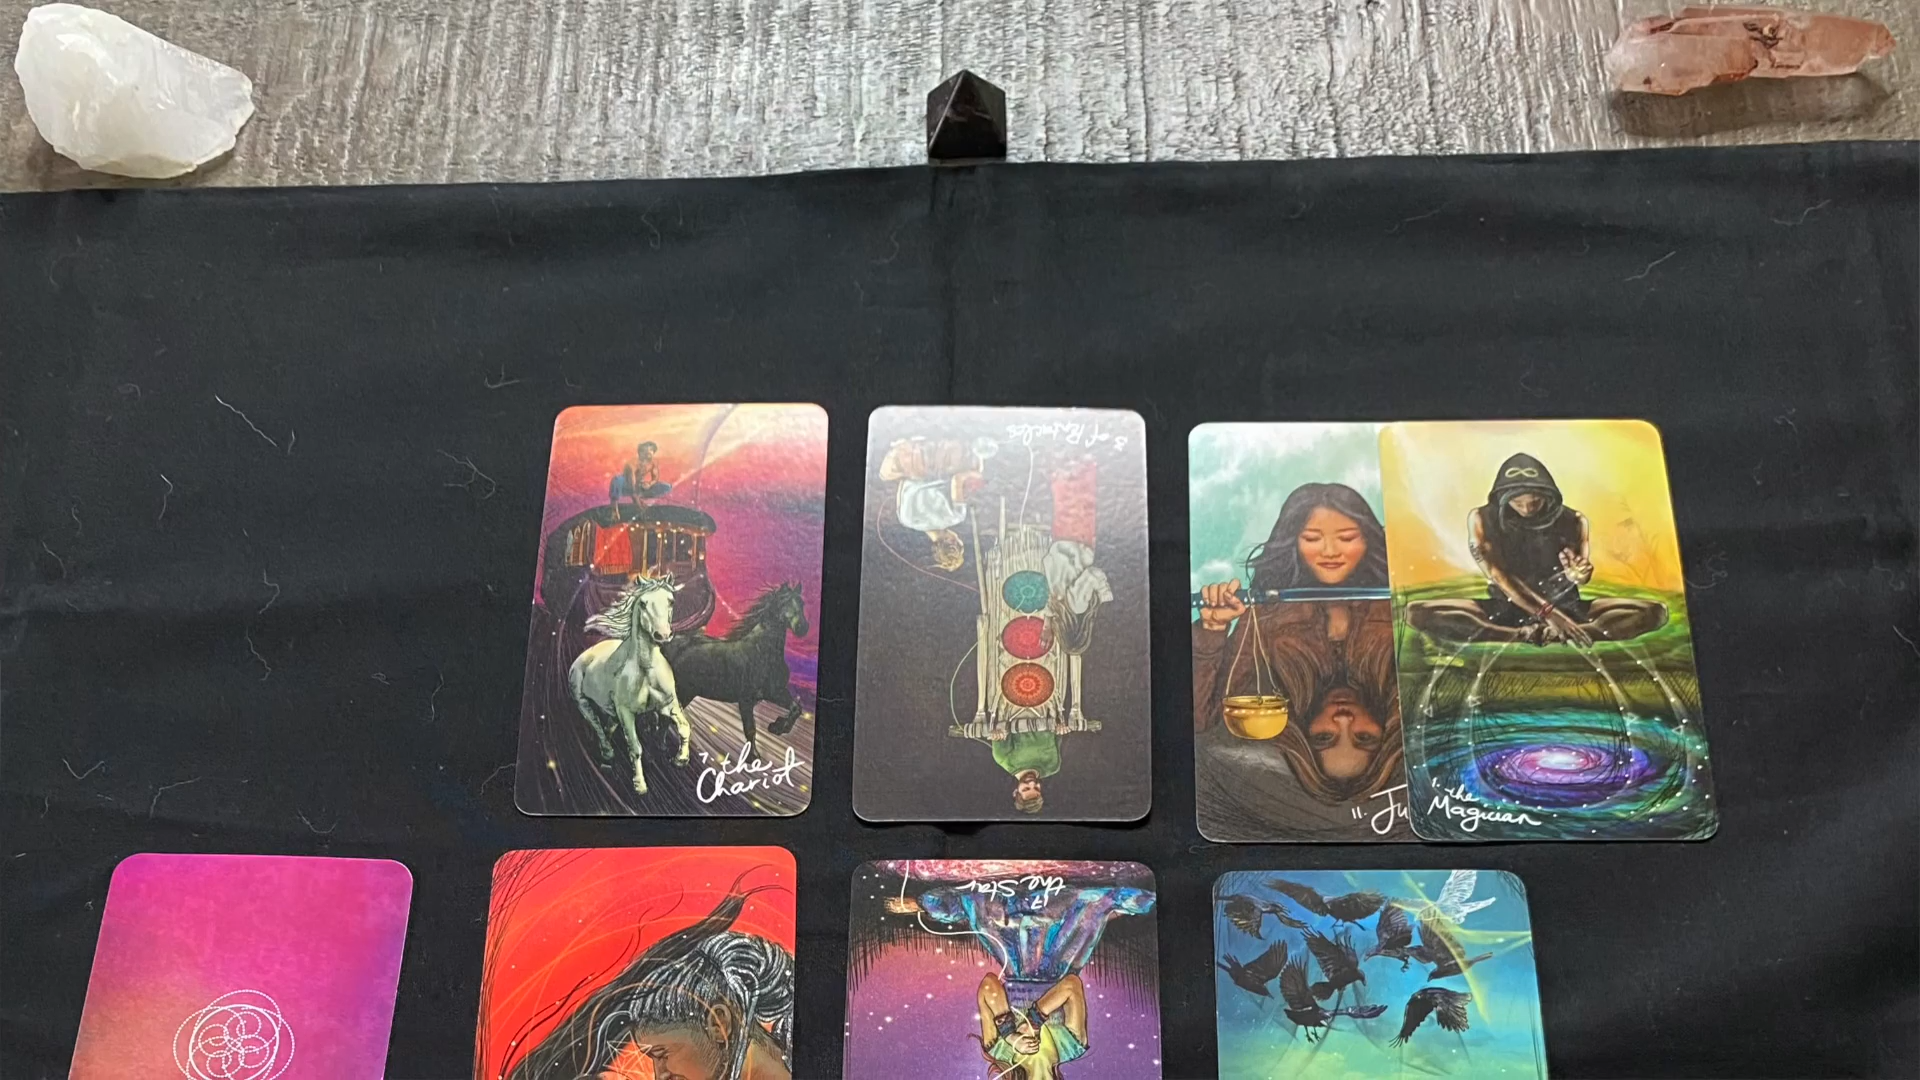 3 of Pentacles
7. the
Chariot
11. Ju
1. the
Magician
17.
the Star